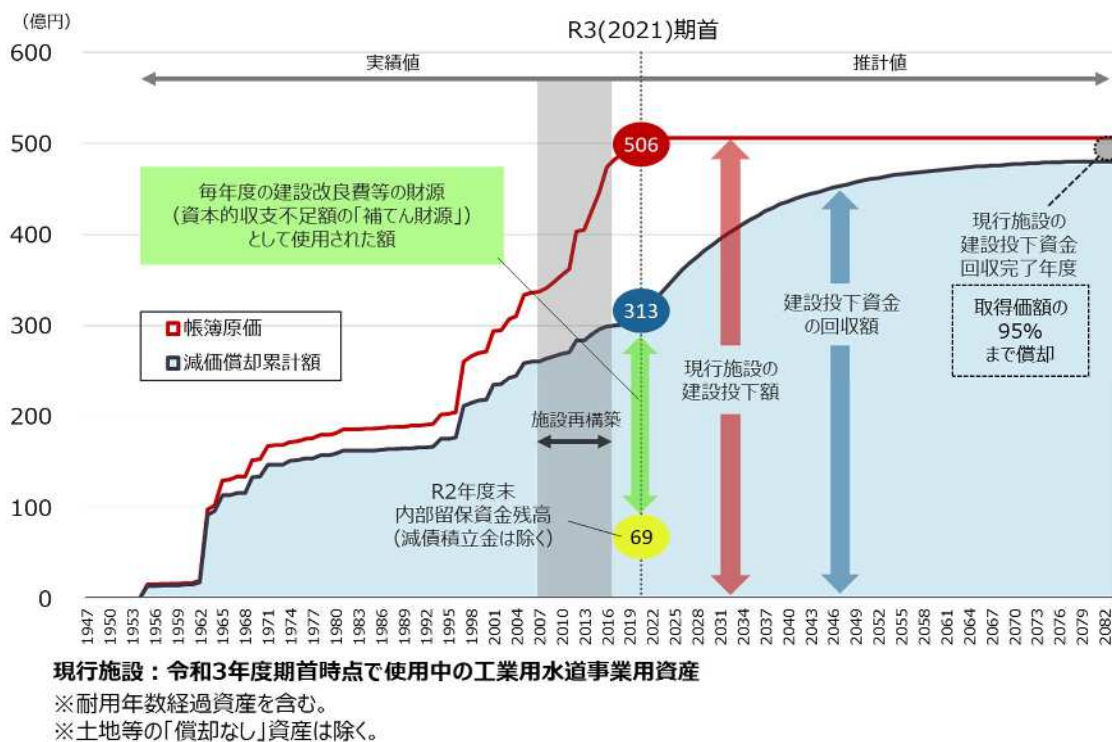 （億円）
R3(2021)期首
600
500
400
300
200
100
0
実績値
推計値
506
313
69
毎年度の建設改良費等の財源
（資本的収支不足額の「補てん財源」）
として使用された額
帳簿原価
減価償却累計額
施設再構築
R2年度末
内部留保資金残高
（減債積立金は除く）
現行施設の
建設投下額
建設投下資金
の回収額
現行施設の
建設投下資金
回収完了年度
取得価額の
95%
まで償却
1947
1950
1953
1956
1959
1962
1965
1968
1971
1974
1977
1980
1983
1986
1989
1992
1995
1998
2001
2004
2007
2010
2013
2016
2019
2022
2025
2028
2031
2034
2037
2040
2043
2046
2049
2052
2055
2058
2061
2064
2067
2070
2073
2076
2079
2082
現行施設：令和3年度期首時点で使用中の工業用水道事業用資産
※耐用年数経過資産を含む。
※土地等の「償却なし」資産は除く。